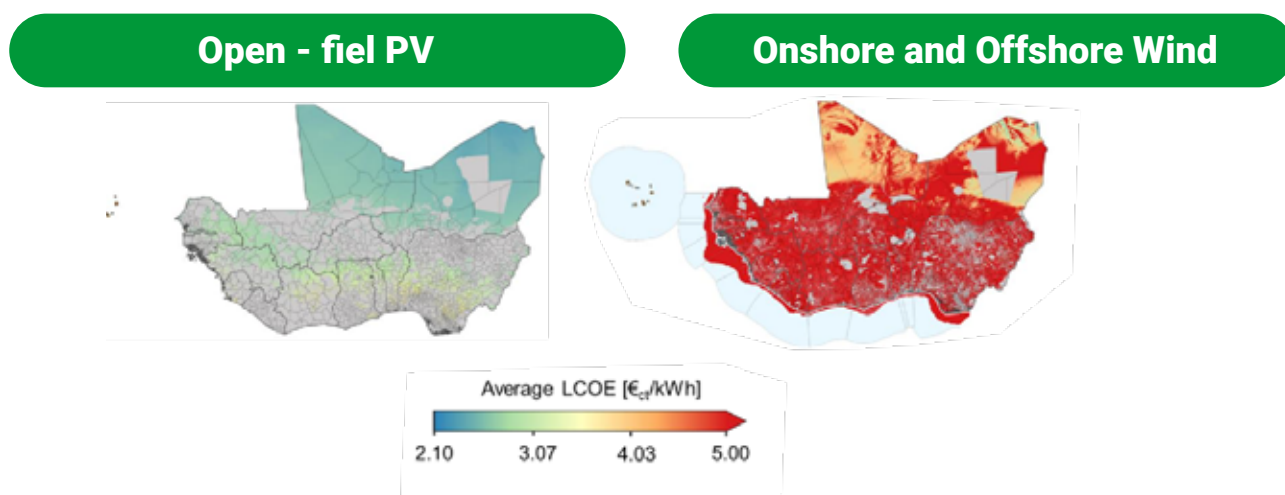 Open - fiel PV
Onshore and Offshore Wind
Average LCOE [€ct/kWh]
2.10 3.07 4.03 5.00